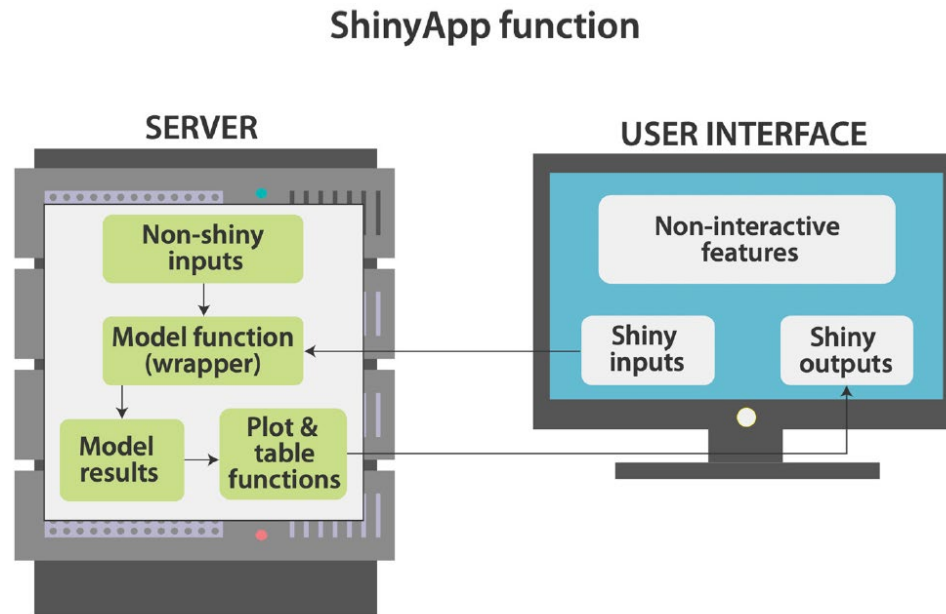 ShinyApp function
SERVER
USER INTERFACE
Non-shiny
inputs
Model function
(wrapper)
Model
results
Plot &
table
functions
Non-interactive
features
Shiny
inputs
Shiny
outputs